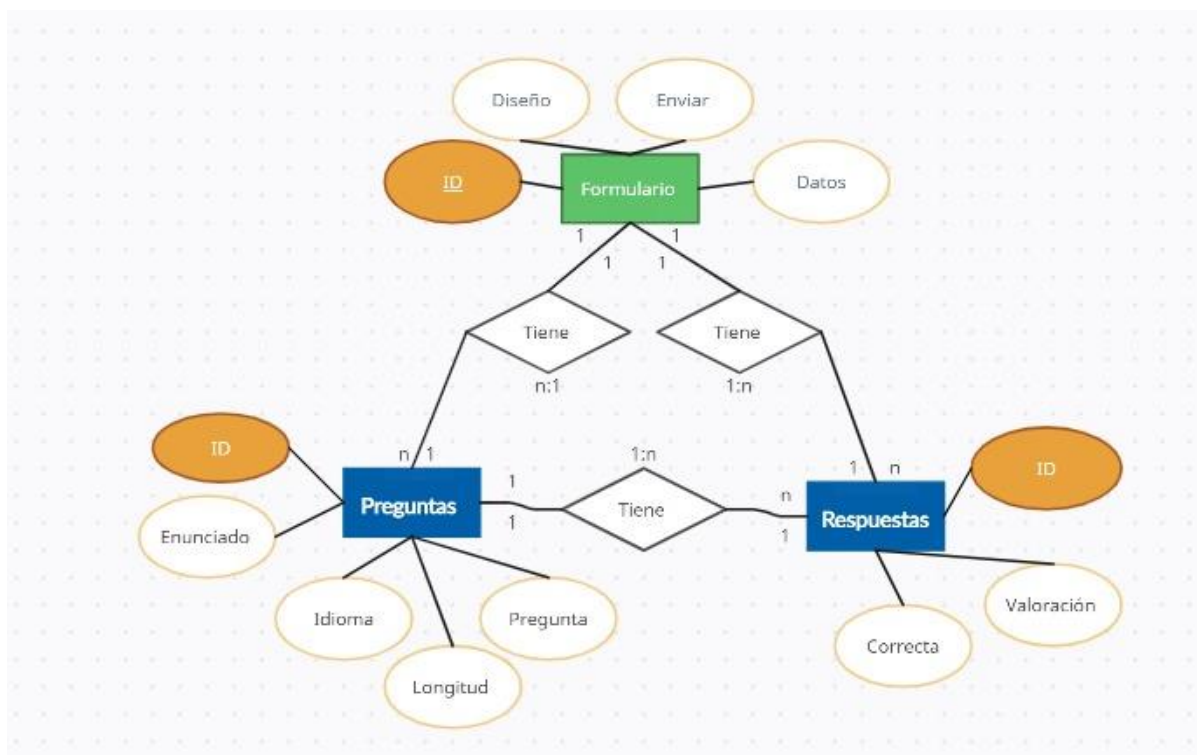 Diseño
Enviar
ID
Formulario
Datos
1
1
1
1
Tiene
Tiene
n:1
1:n
ID
n
1
1:n
1
n
ID
Preguntas
1
1
Tiene
n
1
Respuestas
Enunciado
Idioma
Pregunta
Valoración
Correcta
Longitud